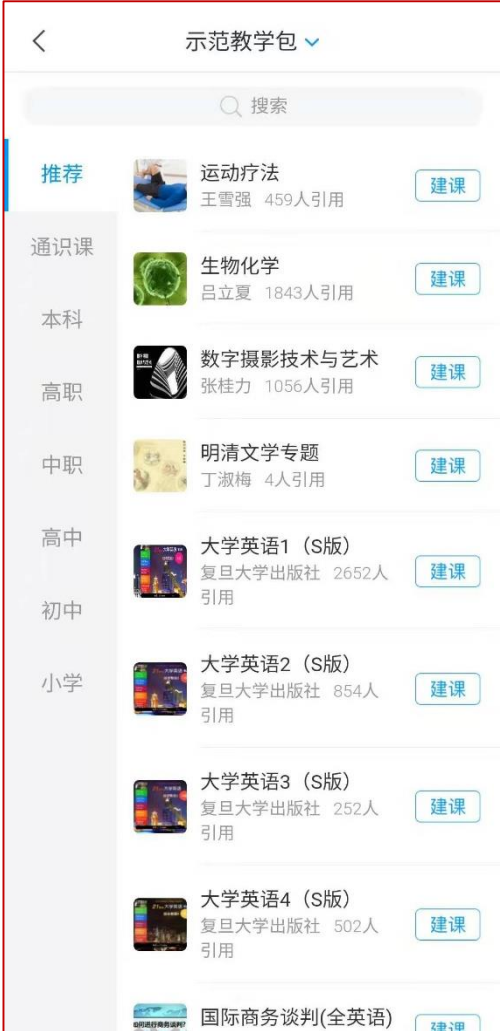 示范教学包
搜索
推荐
通识课
本科
高职
中职
高中
初中
小学
运动疗法
王雪强 459人引用
建课
生物化学
吕立夏 1843人引用
建课
数字摄影技术与艺术
张桂力 1056人引用
建课
明清文学专题
丁淑梅 4人引用
建课
大学英语1（S版）
复旦大学出版社 2652人
引用
建课
大学英语2（S版）
复旦大学出版社 854人
引用
建课
大学英语3（S版）
复旦大学出版社 252人
引用
建课
大学英语4（S版）
复旦大学出版社 502人
引用
建课
国际商务谈判(全英语)
建课